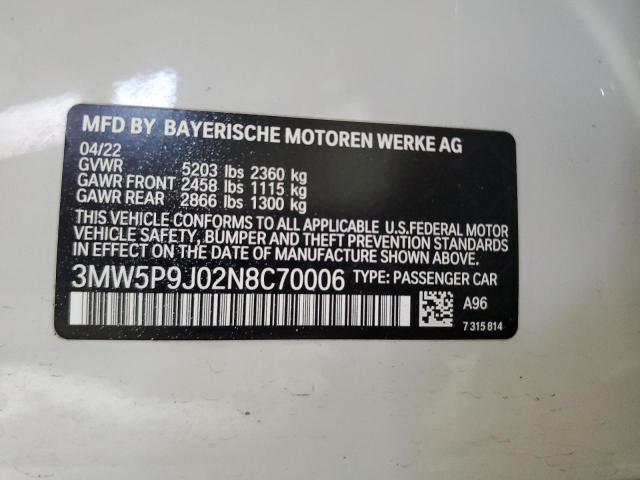 MFD BY BAYERISCHE MOTOREN WERKE AG
04/22
GVWR 5203 lbs 2360 kg
GAWR FRONT 2458 lbs 1115 kg
GAWR REAR 2866 lbs 1300 kg
THIS VEHICLE CONFORMS TO ALL APPLICABLE U.S.FEDERAL MOTOR
VEHICLE SAFETY, BUMPER AND THEFT PREVENTION STANDARDS
IN EFFECT ON THE DATE OF MANUFACTURE SHOWN ABOVE.
3MW5P9J02N8C70006 TYPE: PASSENGER CAR
A96
7 315 814